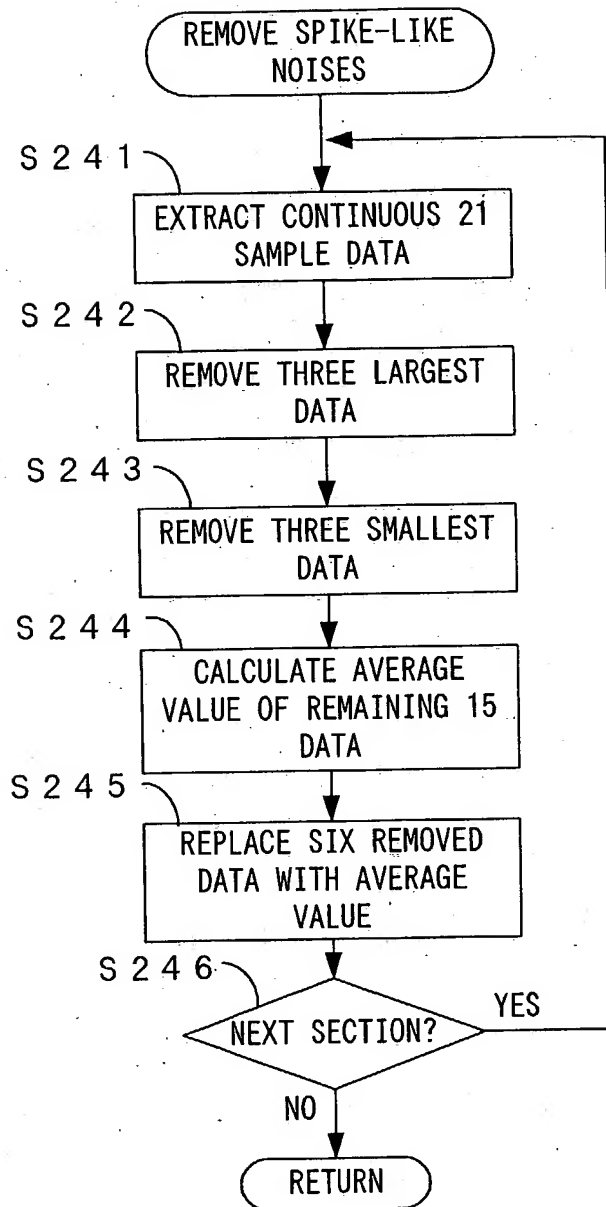 REMOVE SPIKE-LIKE
NOISES
S241
EXTRACT CONTINUOUS 21
SAMPLE DATA
S242
REMOVE THREE LARGEST
DATA
S243
REMOVE THREE SMALLEST
DATA
S244
CALCULATE AVERAGE
VALUE OF REMAINING 15
DATA
S245
REPLACE SIX REMOVED
DATA WITH AVERAGE
VALUE
S246
NEXT SECTION?
YES
NO
RETURN